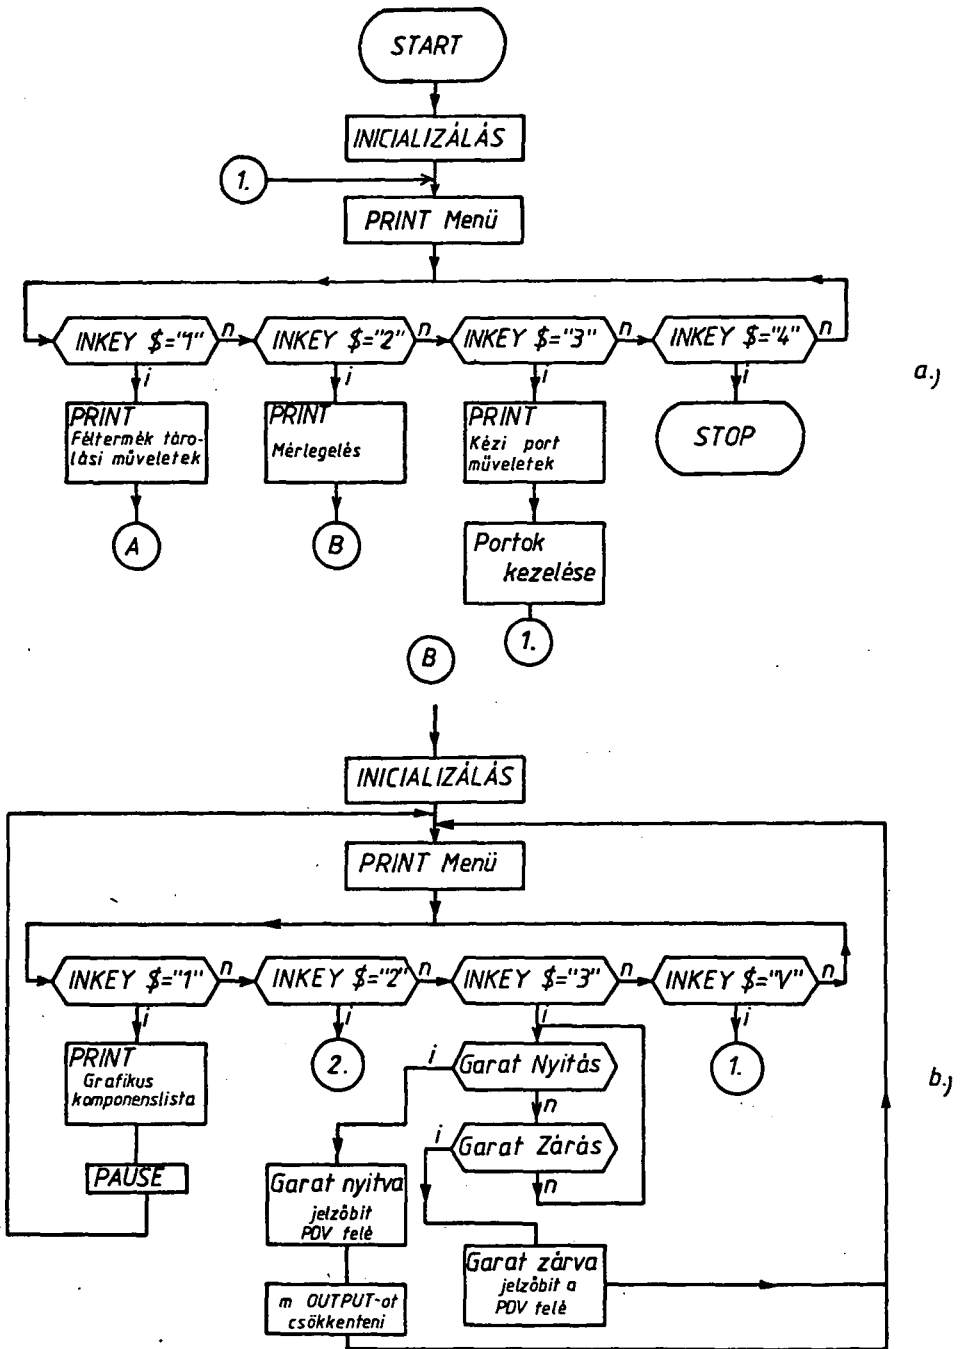 START
INICIALIZÁLÁS
1.
PRINT Menü
INKEY $="1"
n
INKEY $="2"
n
INKEY $="3"
n
INKEY $="4"
n
i
i
i
i
a.)
PRINT
Féltermék táro-
lási műveletek
PRINT
Mérlegelés
PRINT
Kézi port
műveletek
STOP
A
B
Portok
kezelése
1.
B
INICIALIZÁLÁS
PRINT Menü
INKEY $="1"
n
INKEY $="2"
n
INKEY $="3"
n
INKEY $="V"
n
i
i
i
i
PRINT
Grafikus
komponenslista
2.
i
Garat Nyitás
1.
b.)
n
i
Garat Zárás
n
PAUSE
Garat nyitva
jelzőbit
PDV felé
Garat zárva
jelzőbit a
PDV felé
m OUTPUT-ot
csökkenteni